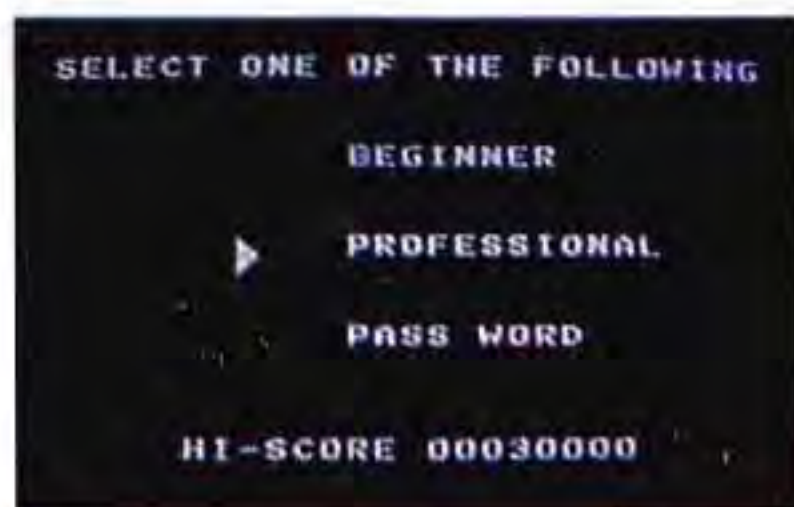 SELECT ONE OF THE FOLLOWING
BEGINNER
PROFESSIONAL
PASS WORD
HI-SCORE 00030000